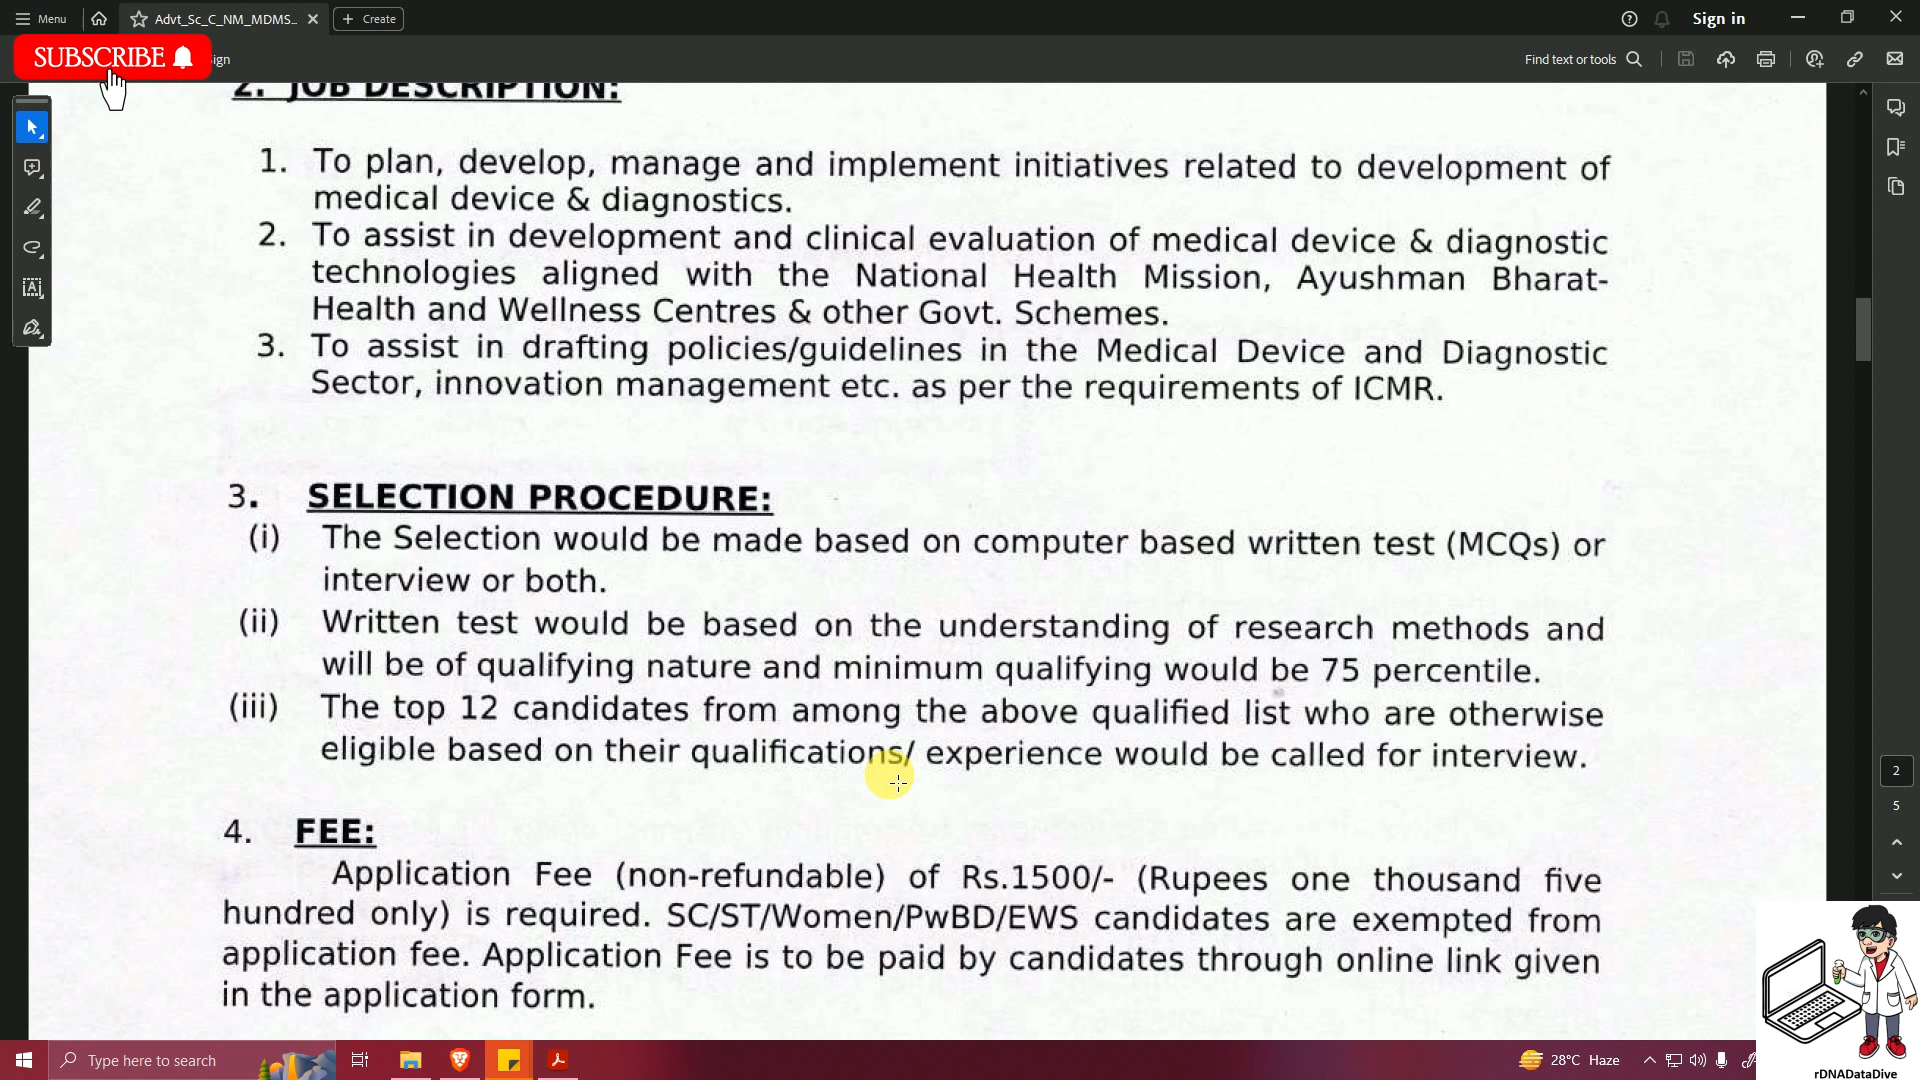 Menu
Advt_Sc_C_NM_MDMS...
Create
Sign in
SUBSCRIBE
ign
Find text or tools
2. JOB DESCRIPTION:
1. To plan, develop, manage and implement initiatives related to development of
medical device & diagnostics.
2. To assist in development and clinical evaluation of medical device & diagnostic
technologies aligned with the National Health Mission, Ayushman Bharat-
Health and Wellness Centres & other Govt. Schemes.
3. To assist in drafting policies/guidelines in the Medical Device and Diagnostic
Sector, innovation management etc. as per the requirements of ICMR.
3. SELECTION PROCEDURE:
(i) The Selection would be made based on computer based written test (MCQs) or
interview or both.
(ii) Written test would be based on the understanding of research methods and
will be of qualifying nature and minimum qualifying would be 75 percentile.
(iii) The top 12 candidates from among the above qualified list who are otherwise
eligible based on their qualifications/ experience would be called for interview.
4. FEE:
Application Fee (non-refundable) of Rs.1500/- (Rupees one thousand five
hundred only) is required. SC/ST/Women/PwBD/EWS candidates are exempted from
application fee. Application Fee is to be paid by candidates through online link given
in the application form.
2
5
Type here to search
28°C Haze
rDNADataDive